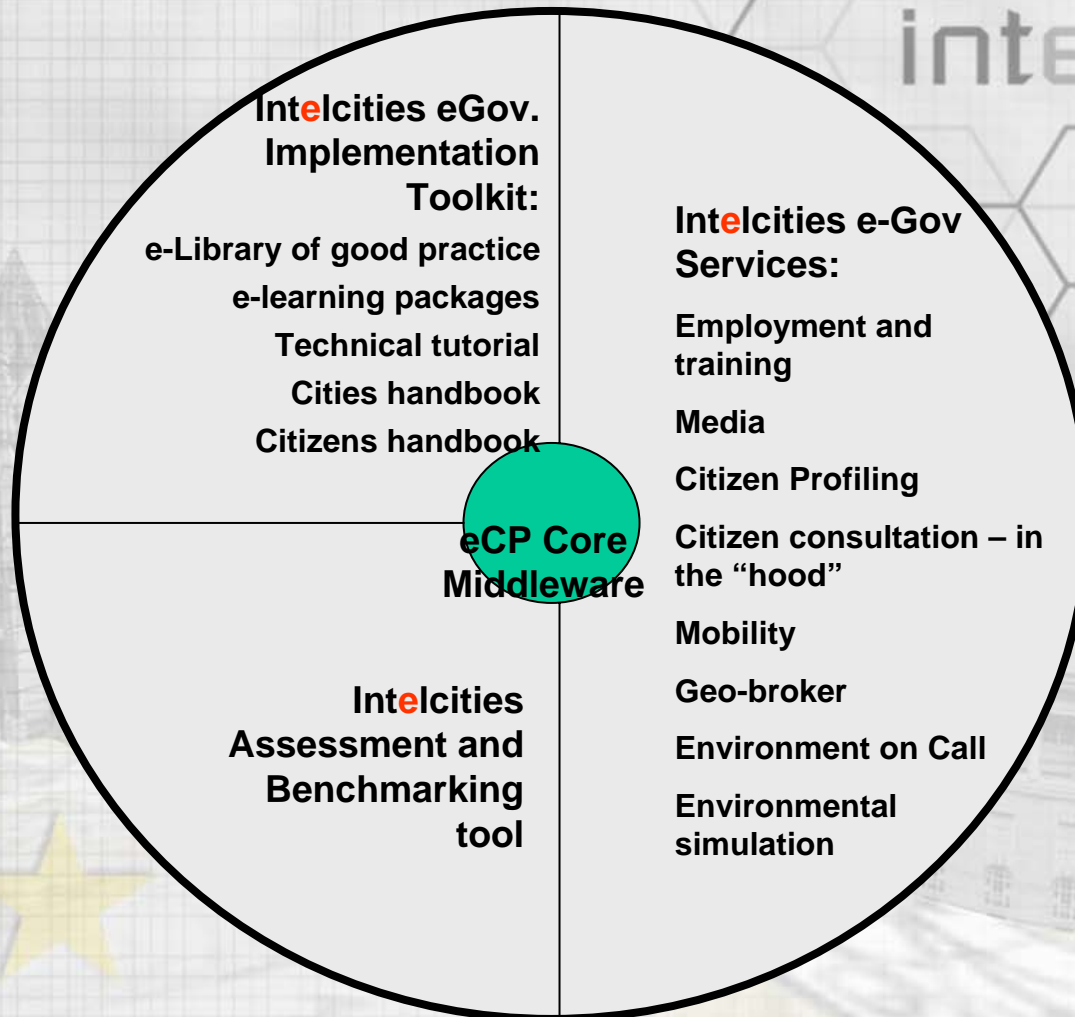 inte
Intelcities eGov.
Implementation
Toolkit:
e-Library of good practice
e-learning packages
Technical tutorial
Cities handbook
Citizens handbook
Intelcities e-Gov
Services:
Employment and
training
Media
Citizen Profiling
Citizen consultation – in
the “hood”
Mobility
Geo-broker
Environment on Call
Environmental
simulation
eCP Core
Middleware
Intelcities
Assessment and
Benchmarking
tool